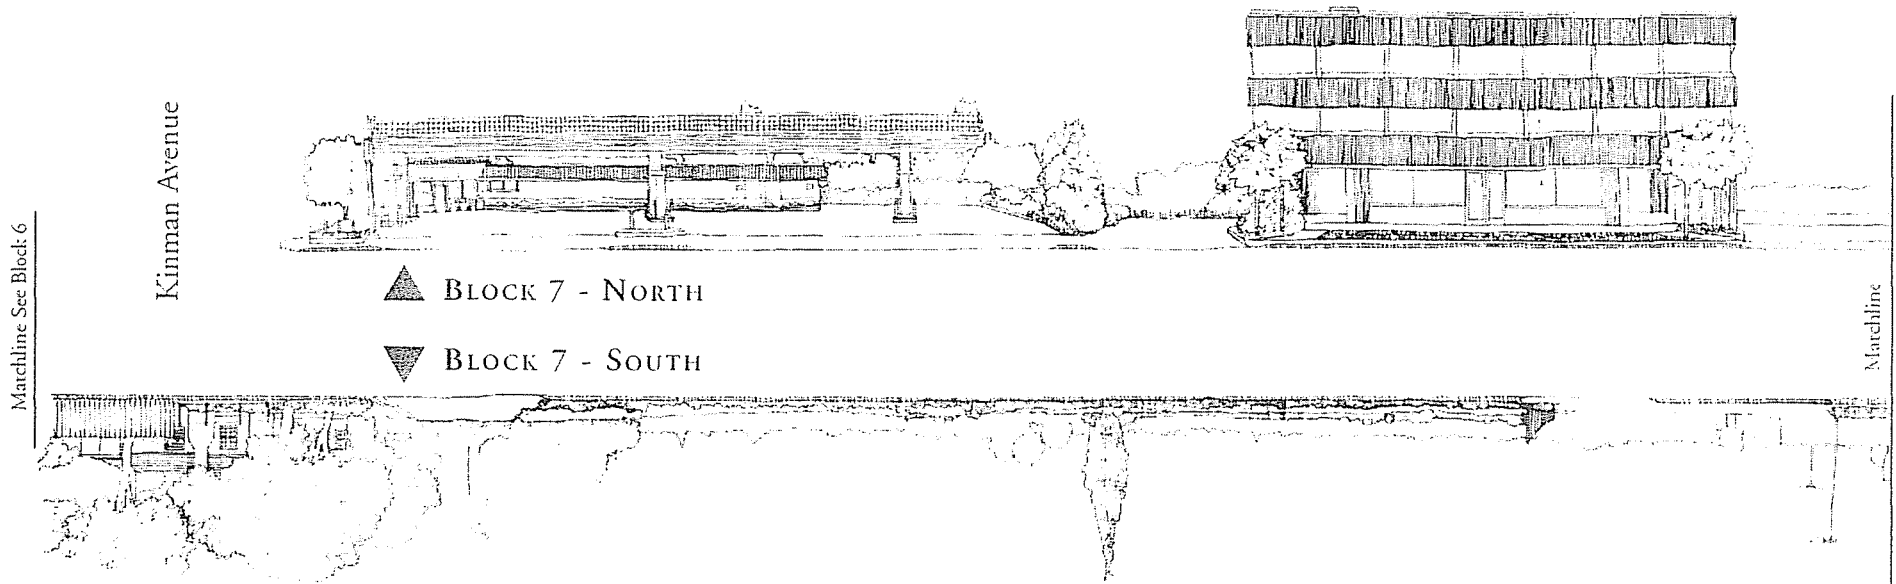 Matchline See Block 6
Kinman Avenue
BLOCK 7 - NORTH
BLOCK 7 - SOUTH
Matchline